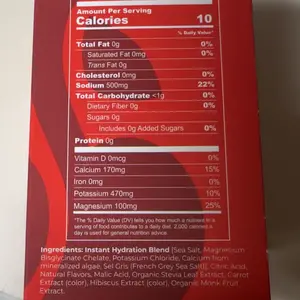 Amount Per Serving
Calories 10
% Daily Value*
Total Fat 0g 0%
Saturated Fat 0mg 0%
Trans Fat 0g
Cholesterol 0mg 0%
Sodium 500mg 22%
Total Carbohydrate <1g 0%
Dietary Fiber 0g 0%
Sugars 0g
Includes 0g Added Sugars 0%
Protein 0g
Vitamin D 0mcg 0%
Calcium 170mg 15%
Iron 0mg 0%
Potassium 470mg 10%
Magnesium 100mg 25%
*The % Daily Value (DV) tells you how much a nutrient in a
serving of food contributes to a daily diet. 2,000 calories a
day is used for general nutrition advice.
Ingredients: Instant Hydration Blend [Sea Salt, Magnesium
Bisglycinate Chelate, Potassium Chloride, Calcium
from mineralized algae, Sel Gris (French Grey Sea Salt)], Citric Acid,
Natural Flavors, Malic Acid, Organic Stevia Leaf Extract, Carrot
Extract (color), Hibiscus Extract (color), Organic Monk Fruit
Extract